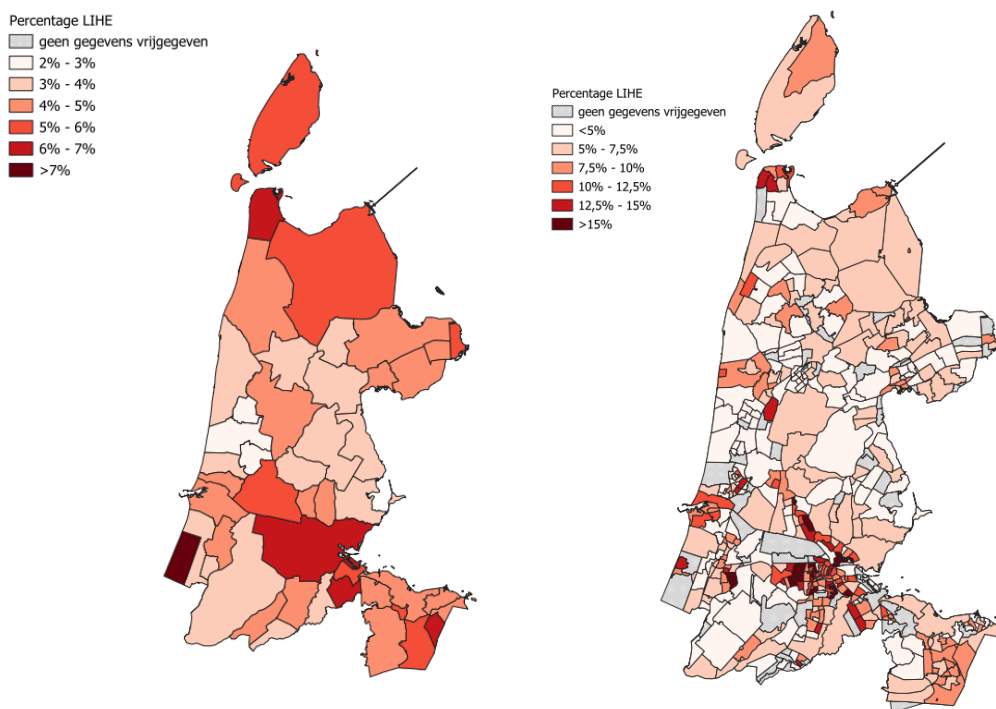 Percentage LIHE
geen gegevens vrijgegeven
2% - 3%
3% - 4%
4% - 5%
5% - 6%
6% - 7%
>7%
Percentage LIHE
geen gegevens vrijgegeven
<5%
5% - 7,5%
7,5% - 10%
10% - 12,5%
12,5% - 15%
>15%